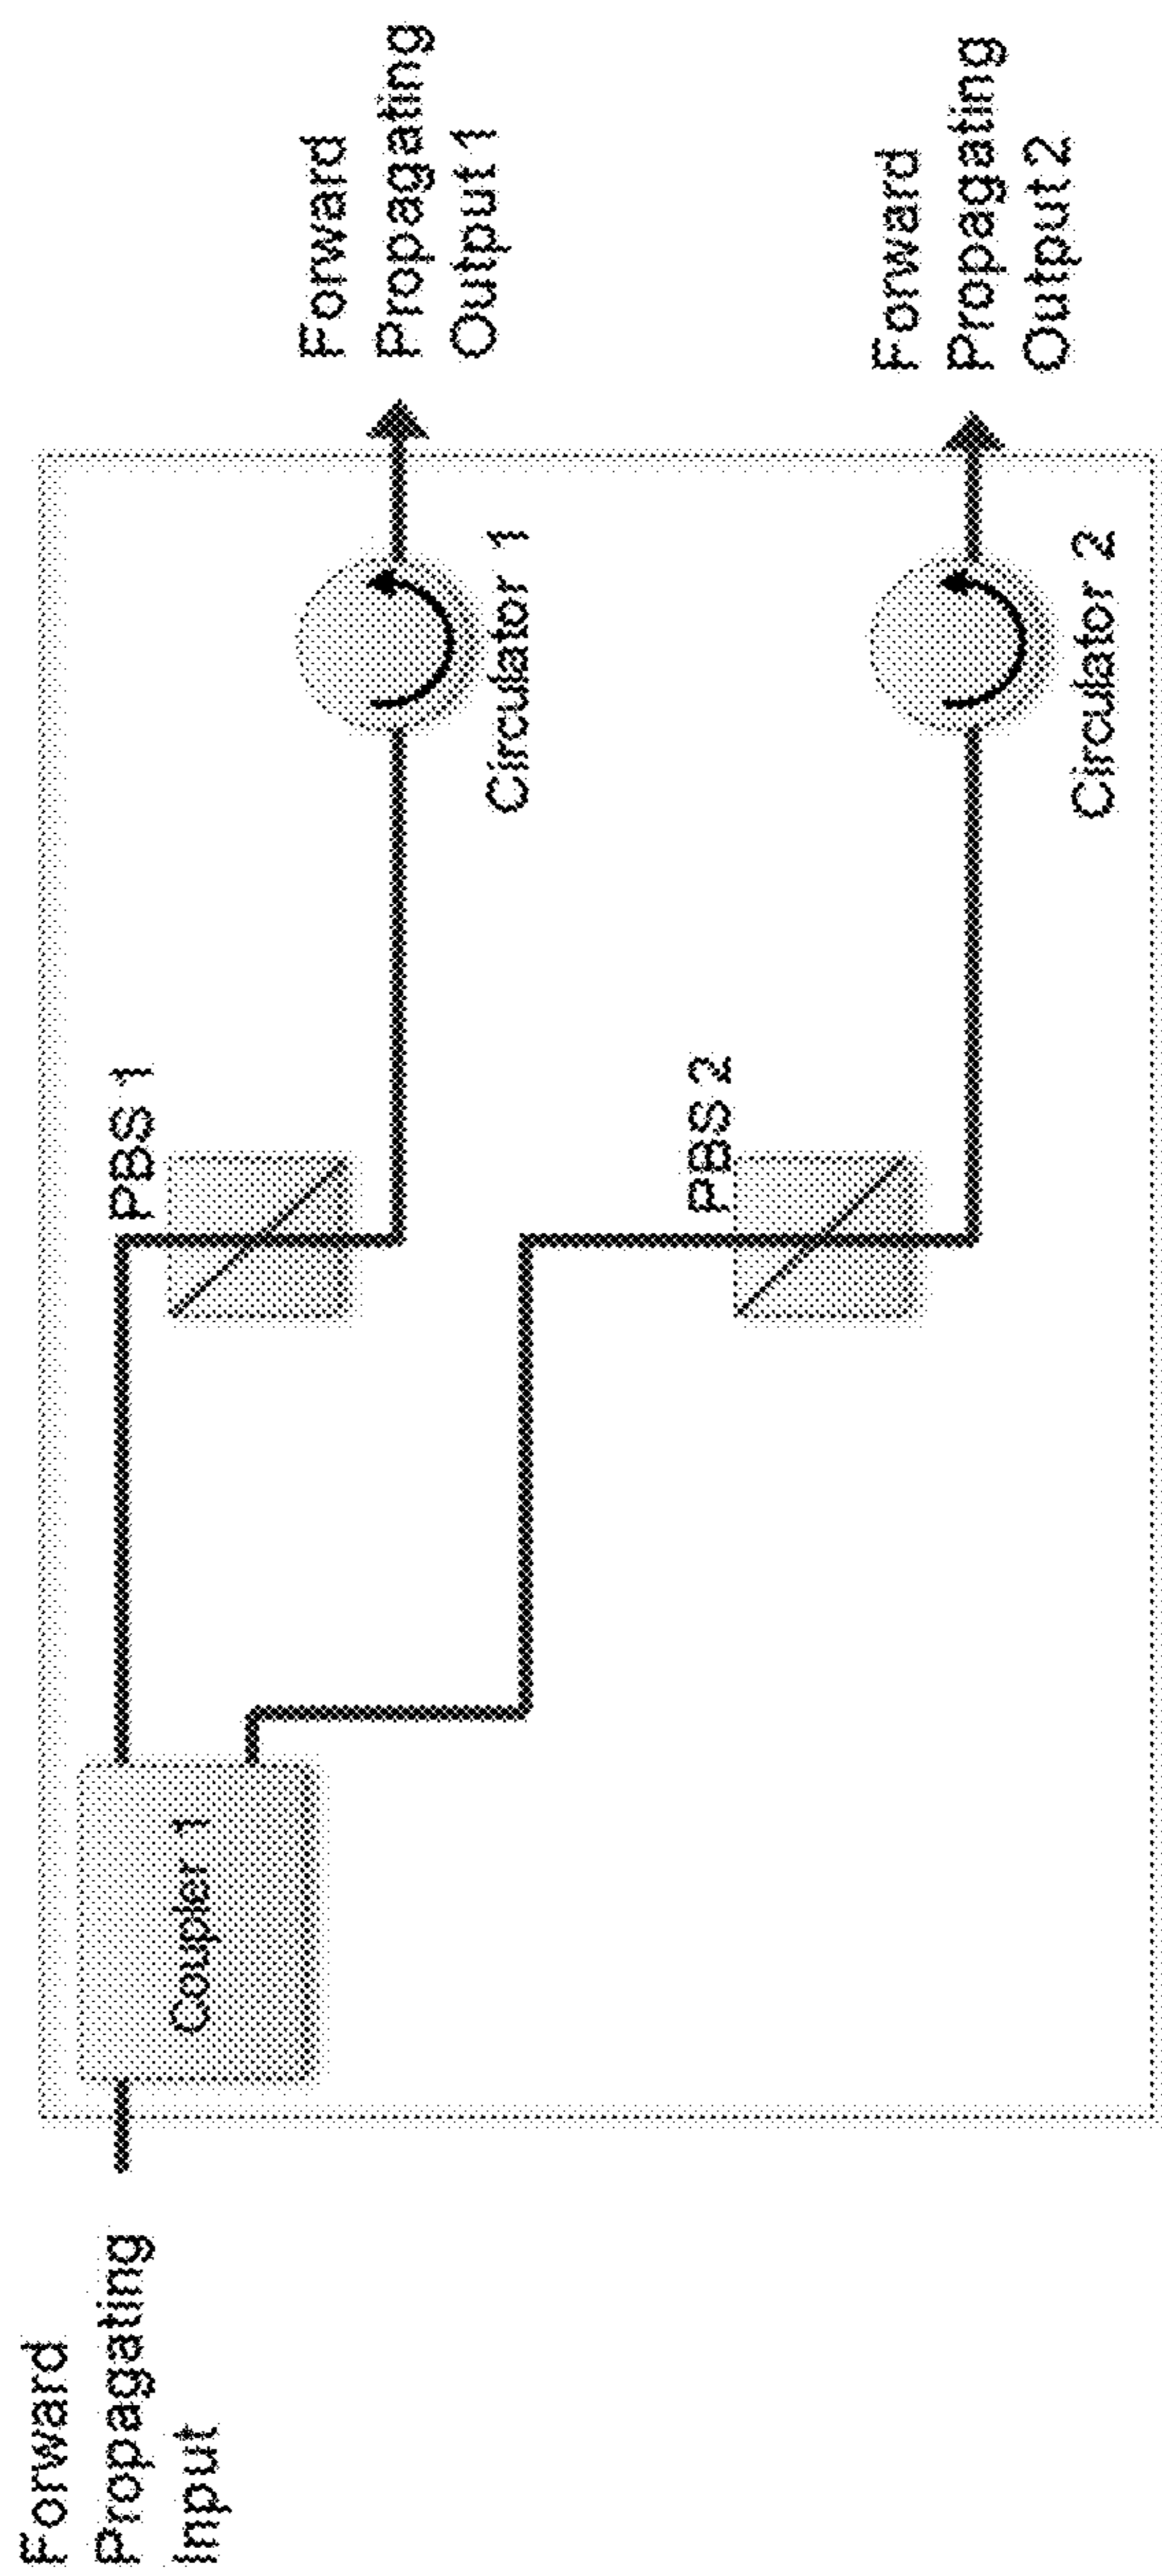 Forward
Propagating
Input
Coupler 1
PBS 1
PBS 2
Circulator 1
Circulator 2
Forward
Propagating
Output 1
Forward
Propagating
Output 2